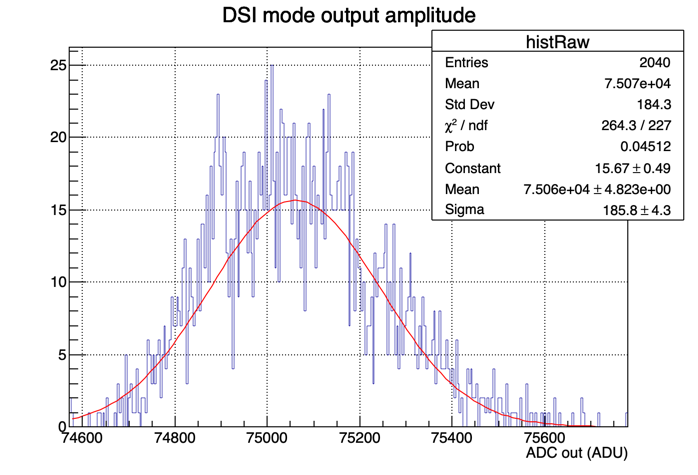 DSI mode output amplitude
histRaw
Entries 2040
Mean 7.507e+04
Std Dev 184.3
χ² / ndf 264.3 / 227
Prob 0.04512
Constant 15.67 ± 0.49
Mean 7.506e+04 ± 4.823e+00
Sigma 185.8 ± 4.3
25
20
15
10
5
0
74600 74800 75000 75200 75400 75600
ADC out (ADU)